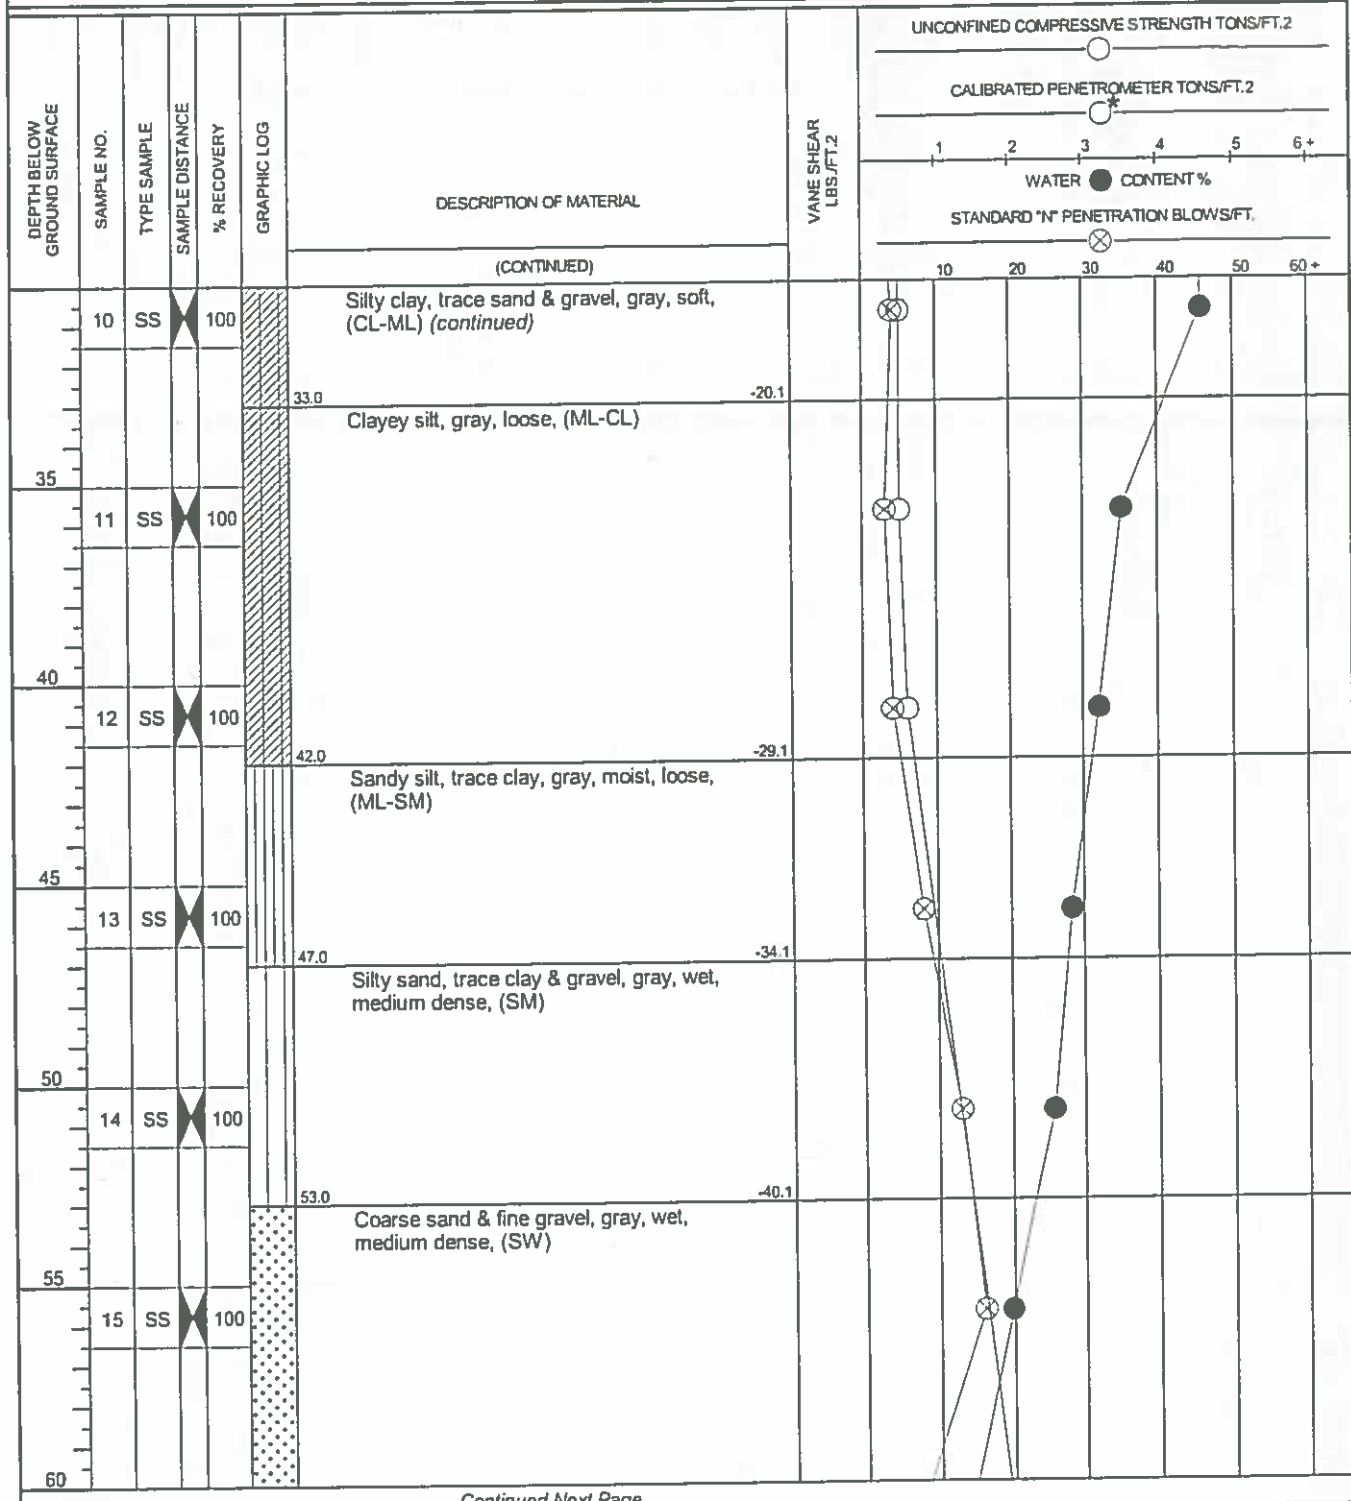 UNCONFINED COMPRESSIVE STRENGTH TONS/FT.2
CALIBRATED PENETROMETER TONS/FT.2
*
1 2 3 4 5 6+
WATER CONTENT %
STANDARD "N" PENETRATION BLOWS/FT.
10 20 30 40 50 60+
DEPTH BELOW
GROUND SURFACE
SAMPLE NO.
TYPE SAMPLE
SAMPLE DISTANCE
% RECOVERY
GRAPHIC LOG
DESCRIPTION OF MATERIAL
(CONTINUED)
VANE SHEAR
LBS./FT.2
10 SS 100
Silty clay, trace sand & gravel, gray, soft,
(CL-ML) (continued)
33.0 -20.1
Clayey silt, gray, loose, (ML-CL)
35
11 SS 100
40
12 SS 100
42.0 -29.1
Sandy silt, trace clay, gray, moist, loose,
(ML-SM)
45
13 SS 100
47.0 -34.1
Silty sand, trace clay & gravel, gray, wet,
medium dense, (SM)
50
14 SS 100
53.0 -40.1
Coarse sand & fine gravel, gray, wet,
medium dense, (SW)
55
15 SS 100
60
Continued Next Page